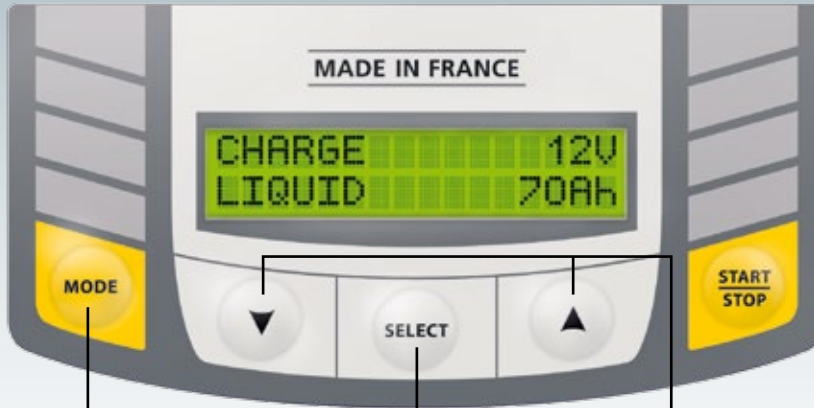 MADE IN FRANCE
CHARGE 12V
LIQUID 70Ah
MODE
SELECT
START
STOP